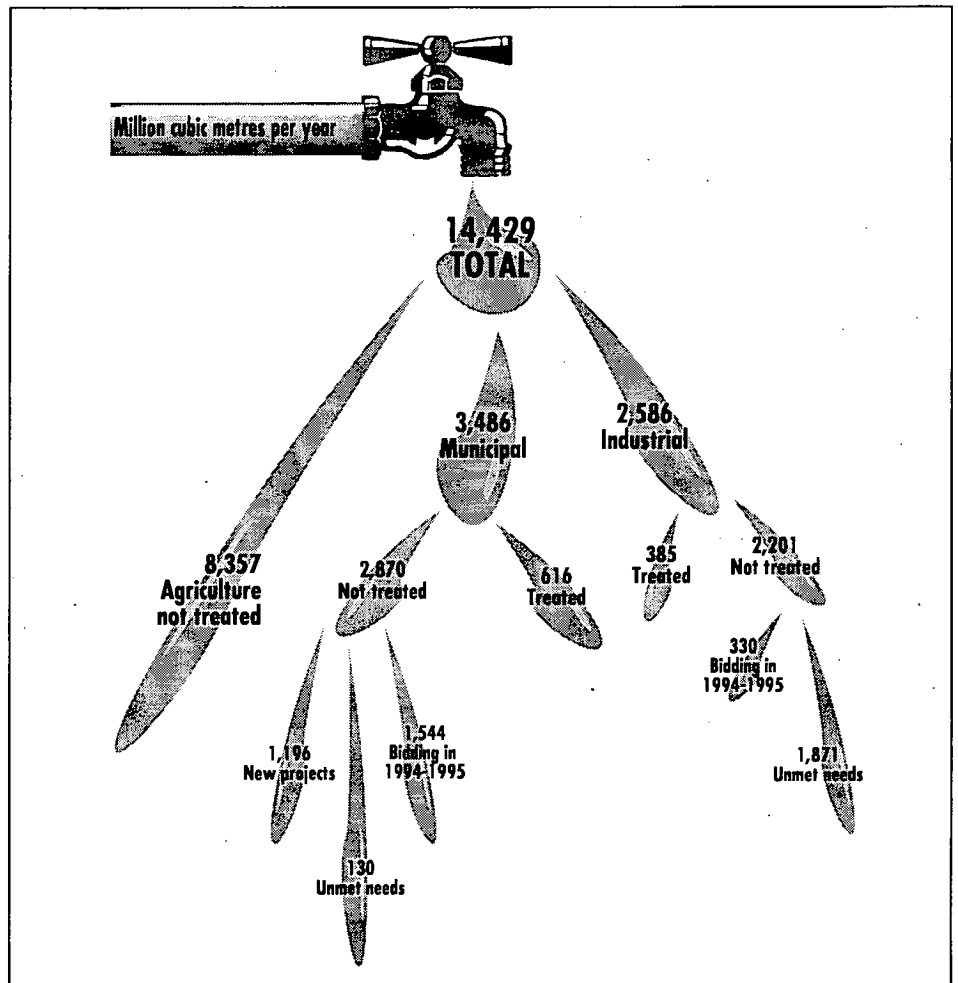 Million cubic metres per year
14,429
TOTAL
3,486
Municipal
2,586
Industrial
8,357
Agriculture
not treated
2,870
Not treated
616
Treated
385
Treated
2,201
Not treated
1,196
New projects
130
Unmet needs
1,544
Bidding in
1994-1995
330
Bidding in
1994-1995
1,871
Unmet needs